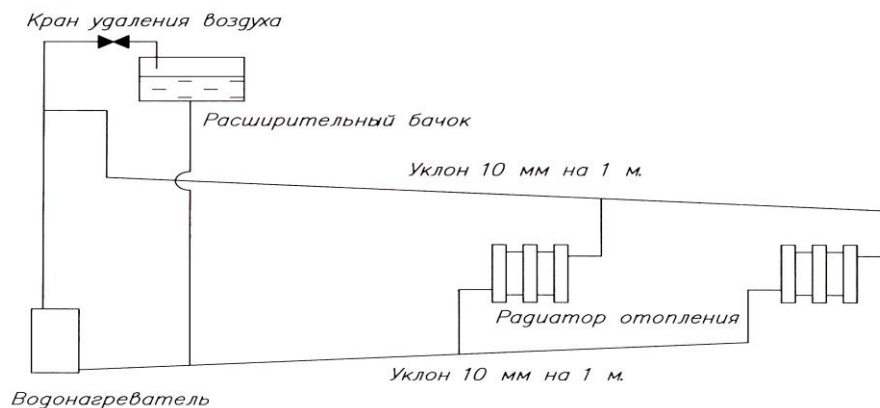 Кран удаления воздуха
Расширительный бачок
Уклон 10 мм на 1 м.
Радиатор отопления
Уклон 10 мм на 1 м.
Водонагреватель